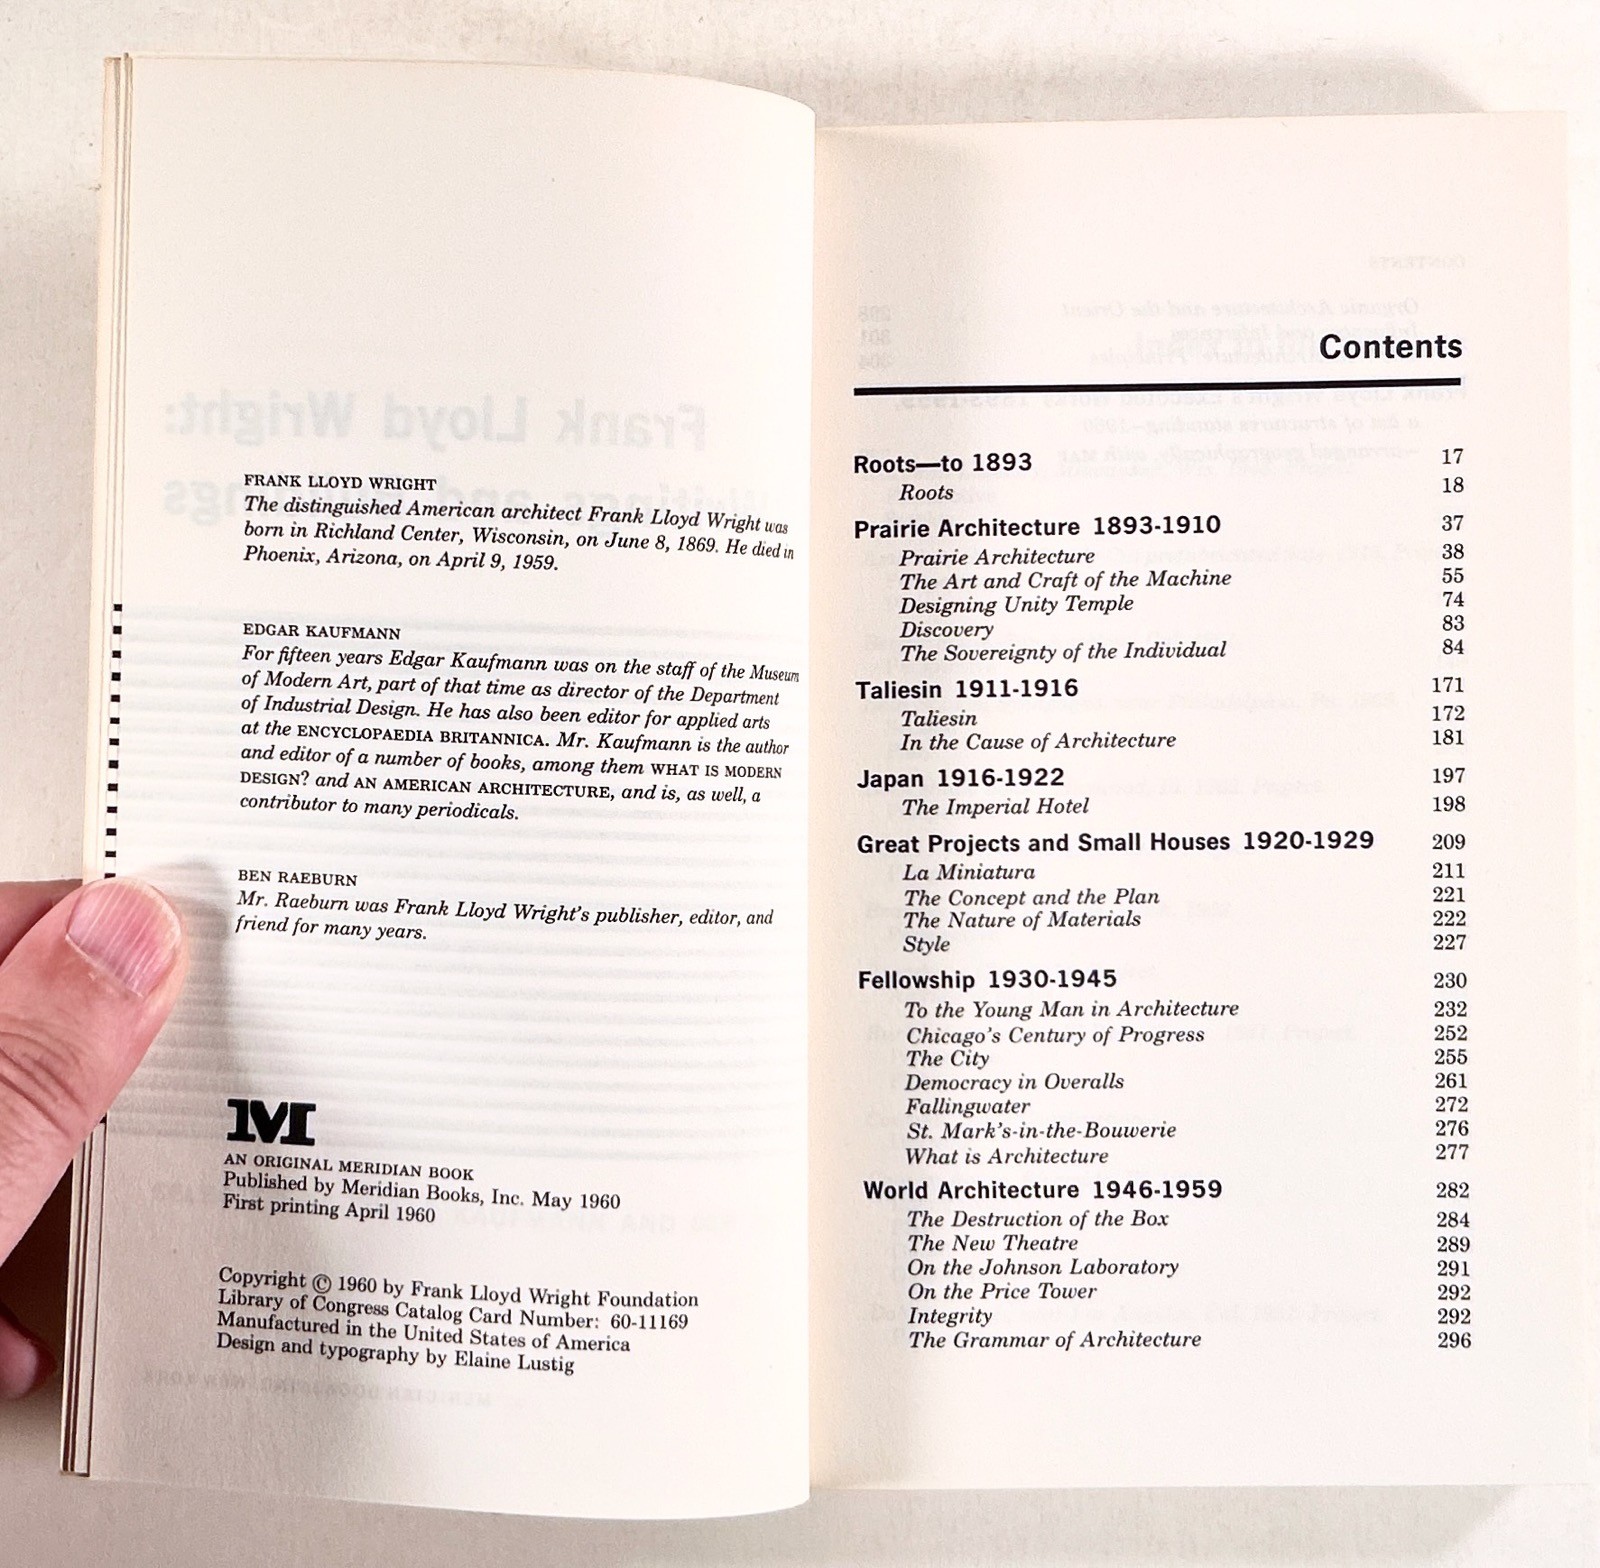 FRANK LLOYD WRIGHT
The distinguished American architect Frank Lloyd Wright was
born in Richland Center, Wisconsin, on June 8, 1869. He died in
Phoenix, Arizona, on April 9, 1959.
EDGAR KAUFMANN
For fifteen years Edgar Kaufmann was on the staff of the Museum
of Modern Art, part of that time as director of the Department
of Industrial Design. He has also been editor for applied arts
at the ENCYCLOPAEDIA BRITANNICA. Mr. Kaufmann is the author
and editor of a number of books, among them WHAT IS MODERN
DESIGN? and AN AMERICAN ARCHITECTURE, and is, as well, a
contributor to many periodicals.
BEN RAEBURN
Mr. Raeburn was Frank Lloyd Wright's publisher, editor, and
friend for many years.
M
AN ORIGINAL MERIDIAN BOOK
Published by Meridian Books, Inc. May 1960
First printing April 1960
Copyright © 1960 by Frank Lloyd Wright Foundation
Library of Congress Catalog Card Number: 60-11169
Manufactured in the United States of America
Design and typography by Elaine Lustig
Contents
Roots—to 1893 17
Roots 18
Prairie Architecture 1893-1910 37
Prairie Architecture 38
The Art and Craft of the Machine 55
Designing Unity Temple 74
Discovery 83
The Sovereignty of the Individual 84
Taliesin 1911-1916 171
Taliesin 172
In the Cause of Architecture 181
Japan 1916-1922 197
The Imperial Hotel 198
Great Projects and Small Houses 1920-1929 209
La Miniatura 211
The Concept and the Plan 221
The Nature of Materials 222
Style 227
Fellowship 1930-1945 230
To the Young Man in Architecture 232
Chicago's Century of Progress 252
The City 255
Democracy in Overalls 261
Fallingwater 272
St. Mark's-in-the-Bouwerie 276
What is Architecture 277
World Architecture 1946-1959 282
The Destruction of the Box 284
The New Theatre 289
On the Johnson Laboratory 291
On the Price Tower 292
Integrity 292
The Grammar of Architecture 296